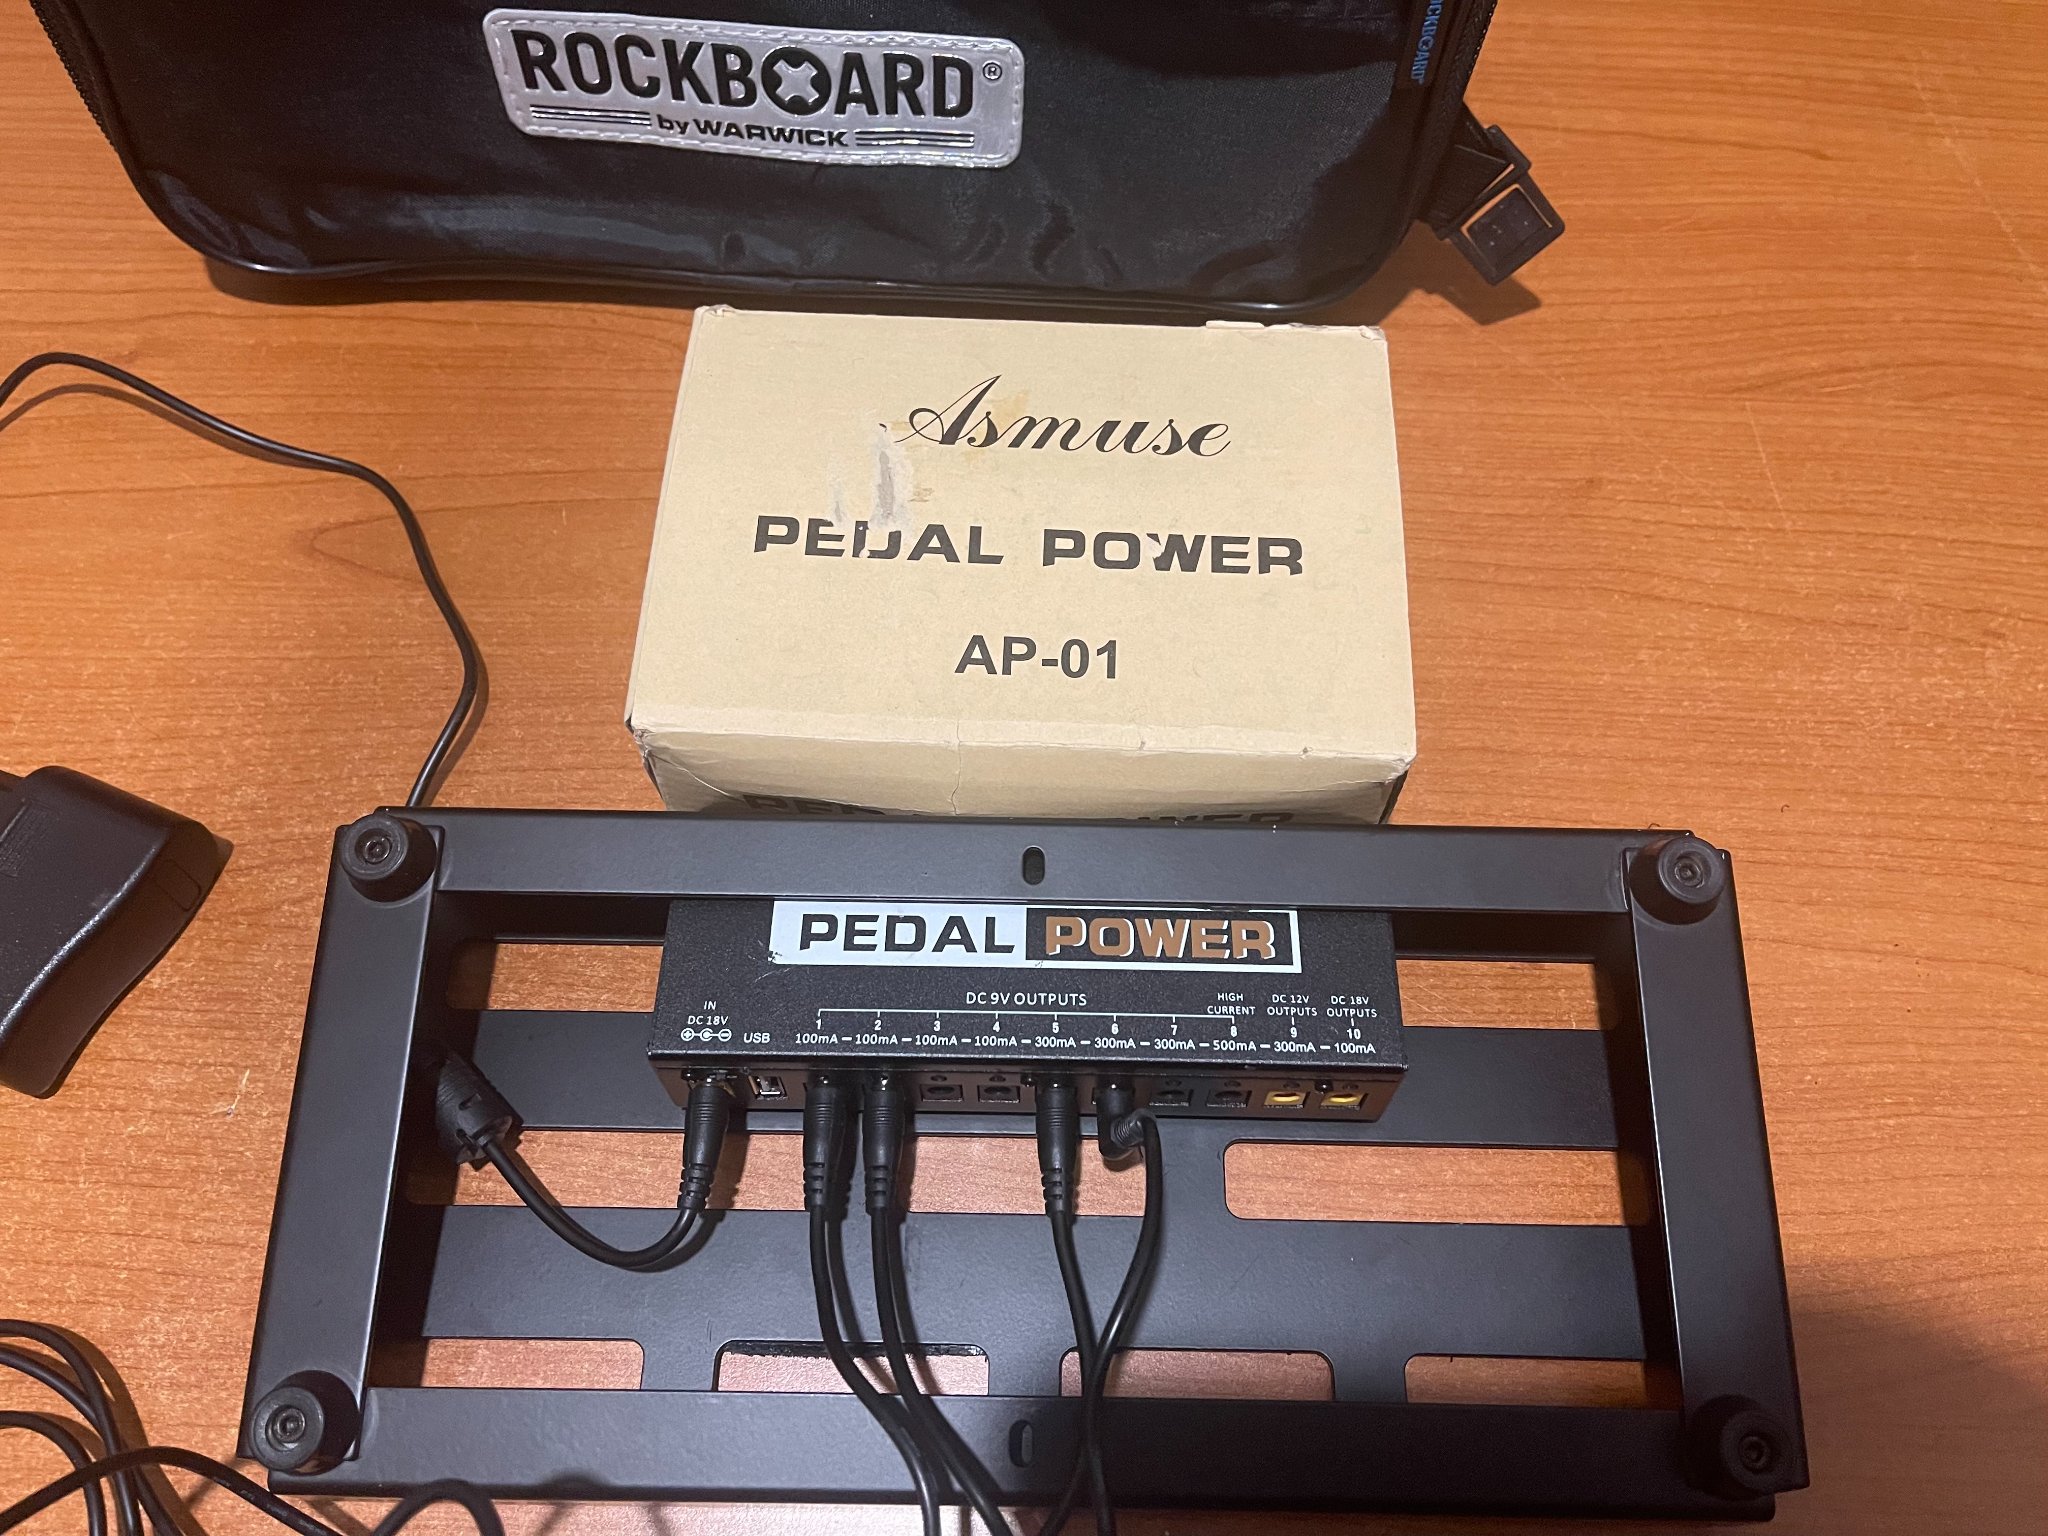 ROCKBOARD®
by WARWICK
ROCKBOARD
Asmuse
PEDAL POWER
AP-01
PEDAL POWER
DC 9V OUTPUTS
IN
DC 18V
USB
1
100mA
2
100mA
3
100mA
4
100mA
5
300mA
6
300mA
7
300mA
HIGH
CURRENT
8
500mA
DC 12V
OUTPUTS
9
300mA
DC 18V
OUTPUTS
10
100mA